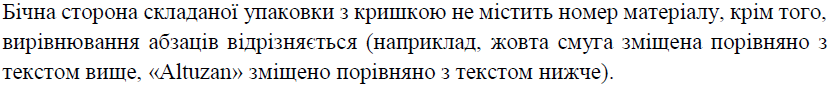 Бічна сторона складаної упаковки з кришкою не містить номер матеріалу, крім того,
вирівнювання абзаців відрізняється (наприклад, жовта смуга зміщена порівняно з
текстом вище, «Altuzan» зміщено порівняно з текстом нижче).